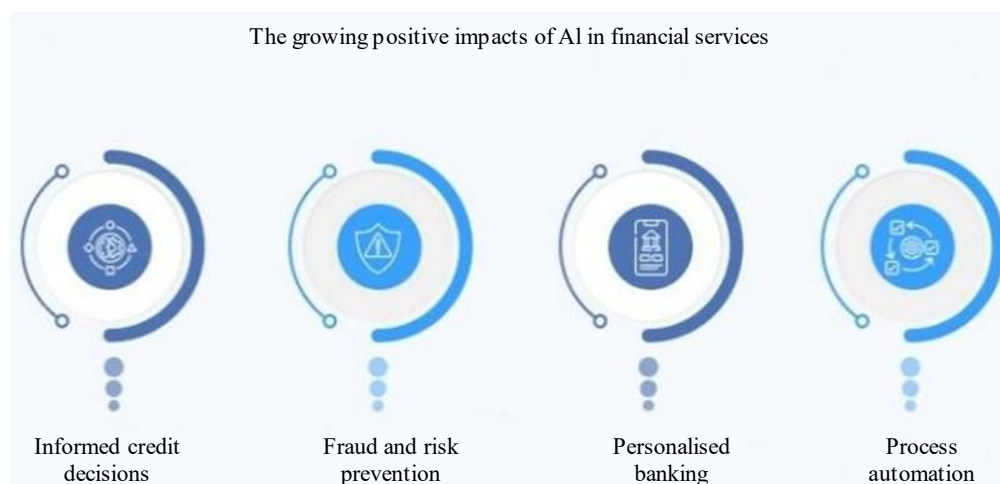 The growing positive impacts of AI in financial services
Informed credit
decisions
Fraud and risk
prevention
Personalised
banking
Process
automation